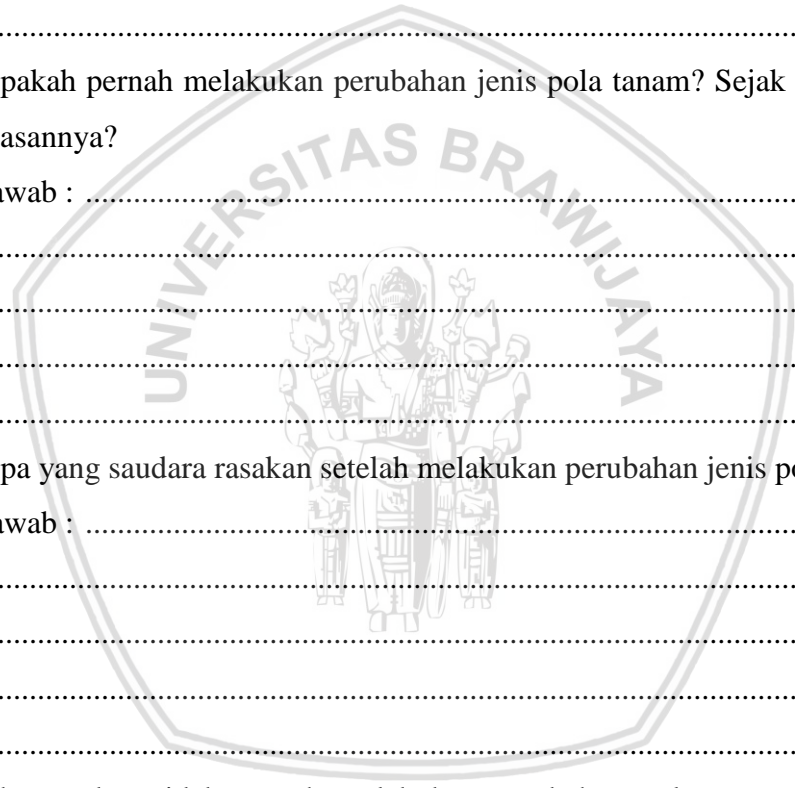 ................................................................................
pakah pernah melakukan perubahan jenis pola tanam? Sejak
asannya?
awab : ................................................................................
................................................................................
................................................................................
................................................................................
................................................................................
pa yang saudara rasakan setelah melakukan perubahan jenis po
awab : ................................................................................
................................................................................
................................................................................
................................................................................
................................................................................
UNIVERSITAS BRAWIJAYA